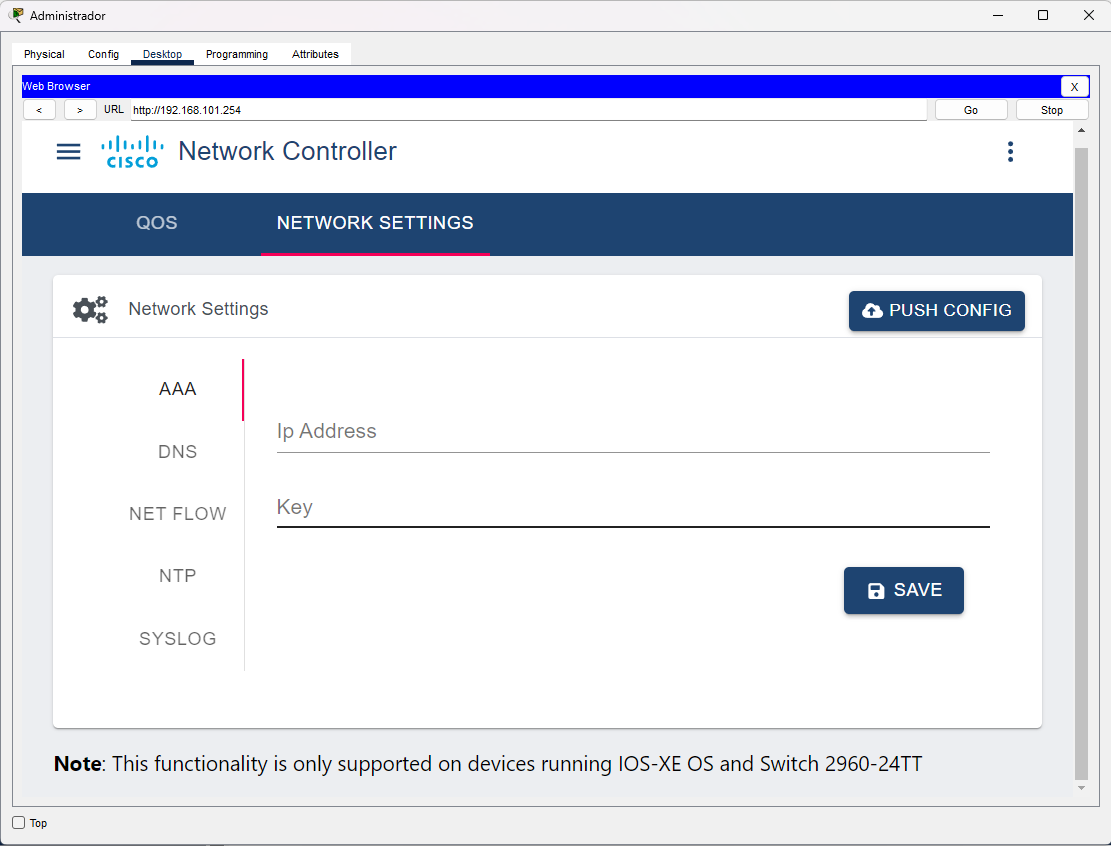 Administrador
Physical Config Desktop Programming Attributes
Web Browser X
< > URL http://192.168.101.254 Go Stop
CISCO Network Controller
QOS NETWORK SETTINGS
Network Settings PUSH CONFIG
AAA
Ip Address
DNS
Key
NET FLOW
NTP
SAVE
SYSLOG
Note: This functionality is only supported on devices running IOS-XE OS and Switch 2960-24TT
Top